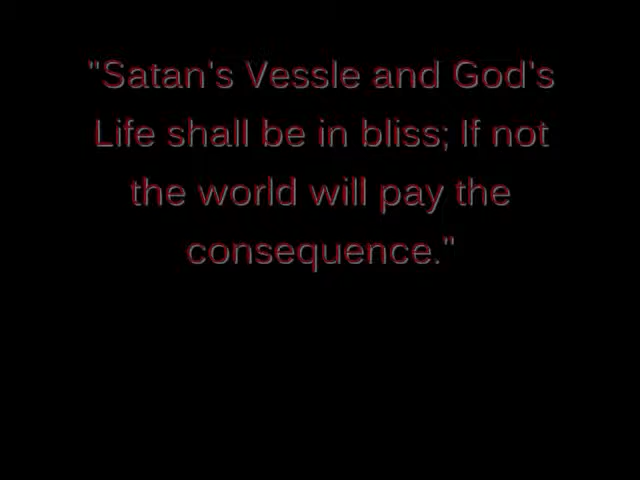 "Satan's Vessle and God's
Life shall be in bliss; If not
the world will pay the
consequence."